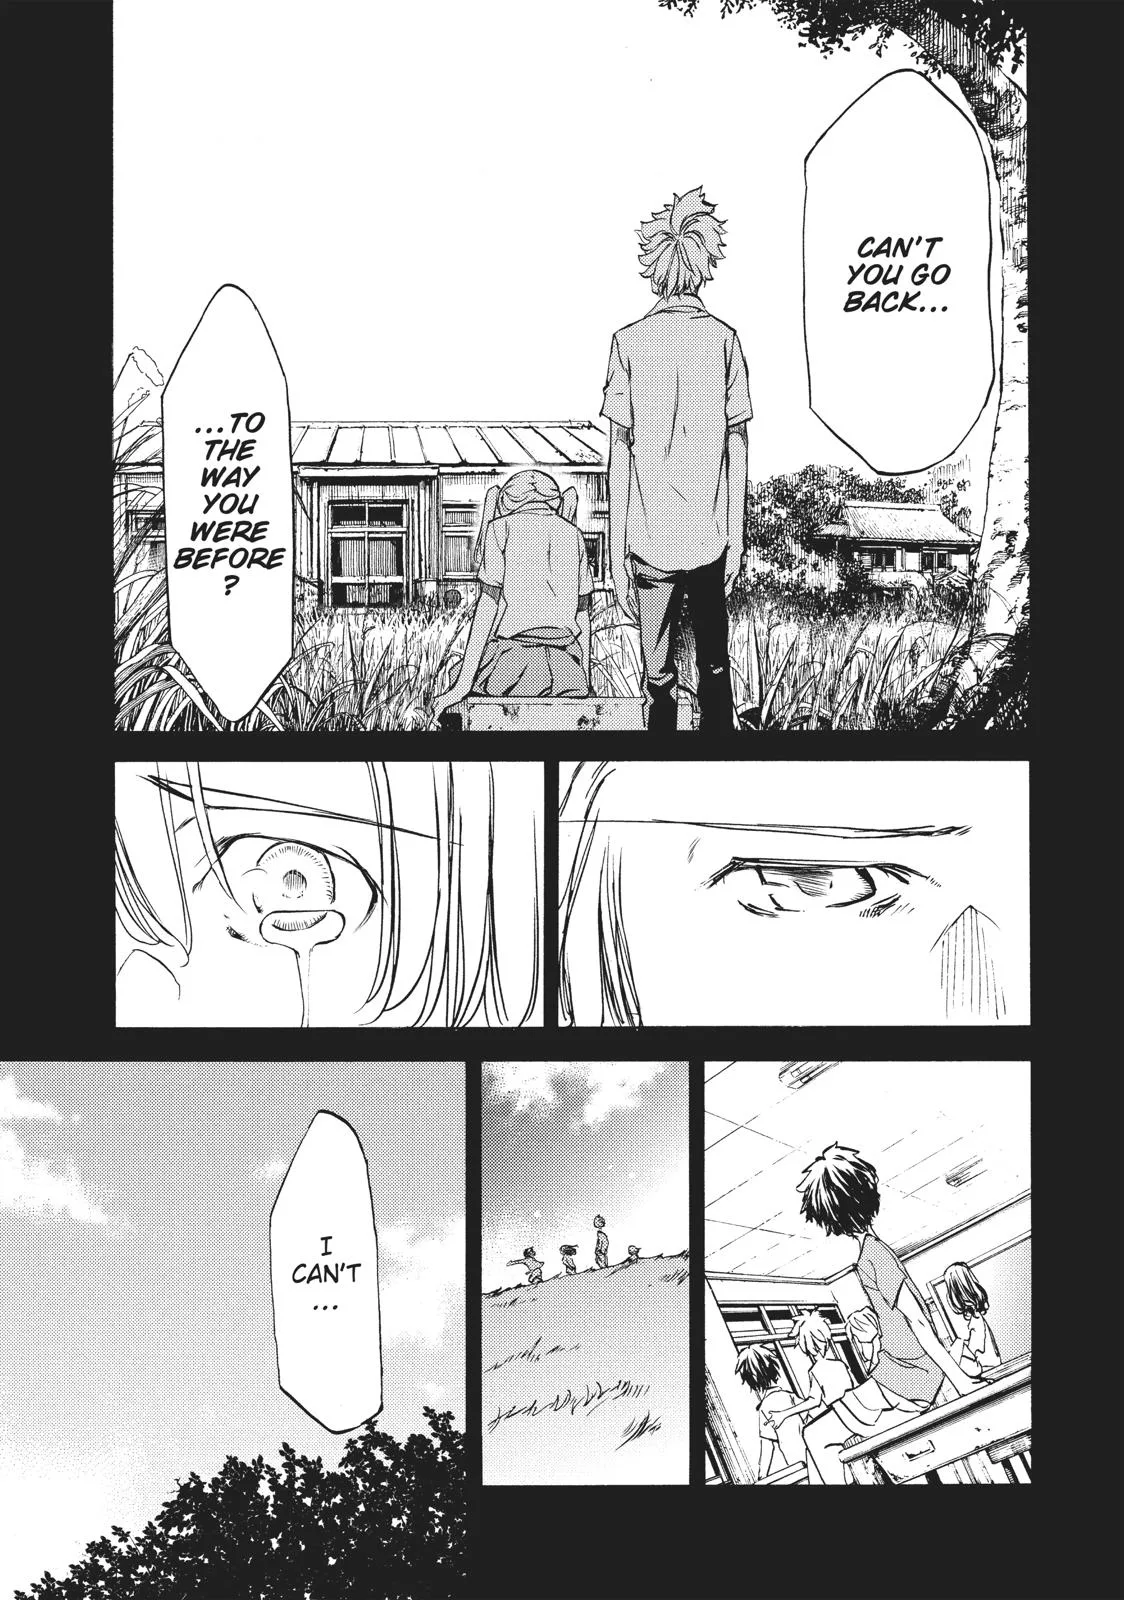 CAN'T
YOU GO
BACK...
...TO
THE
WAY
YOU
WERE
BEFORE
?
I
CAN'T
...